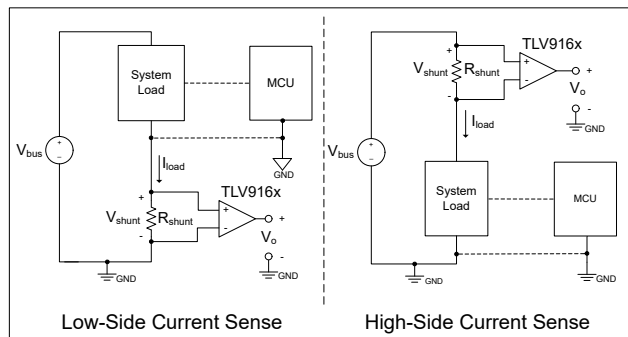 System
Load
MCU
V_bus
+
-
I_load
GND
TLV916x
+
V_shunt
R_shunt
-
+
-
+
V_o
-
GND
GND
Low-Side Current Sense
TLV916x
+
V_shunt
R_shunt
-
+
-
+
V_o
-
GND
I_load
V_bus
+
-
System
Load
MCU
GND
GND
High-Side Current Sense